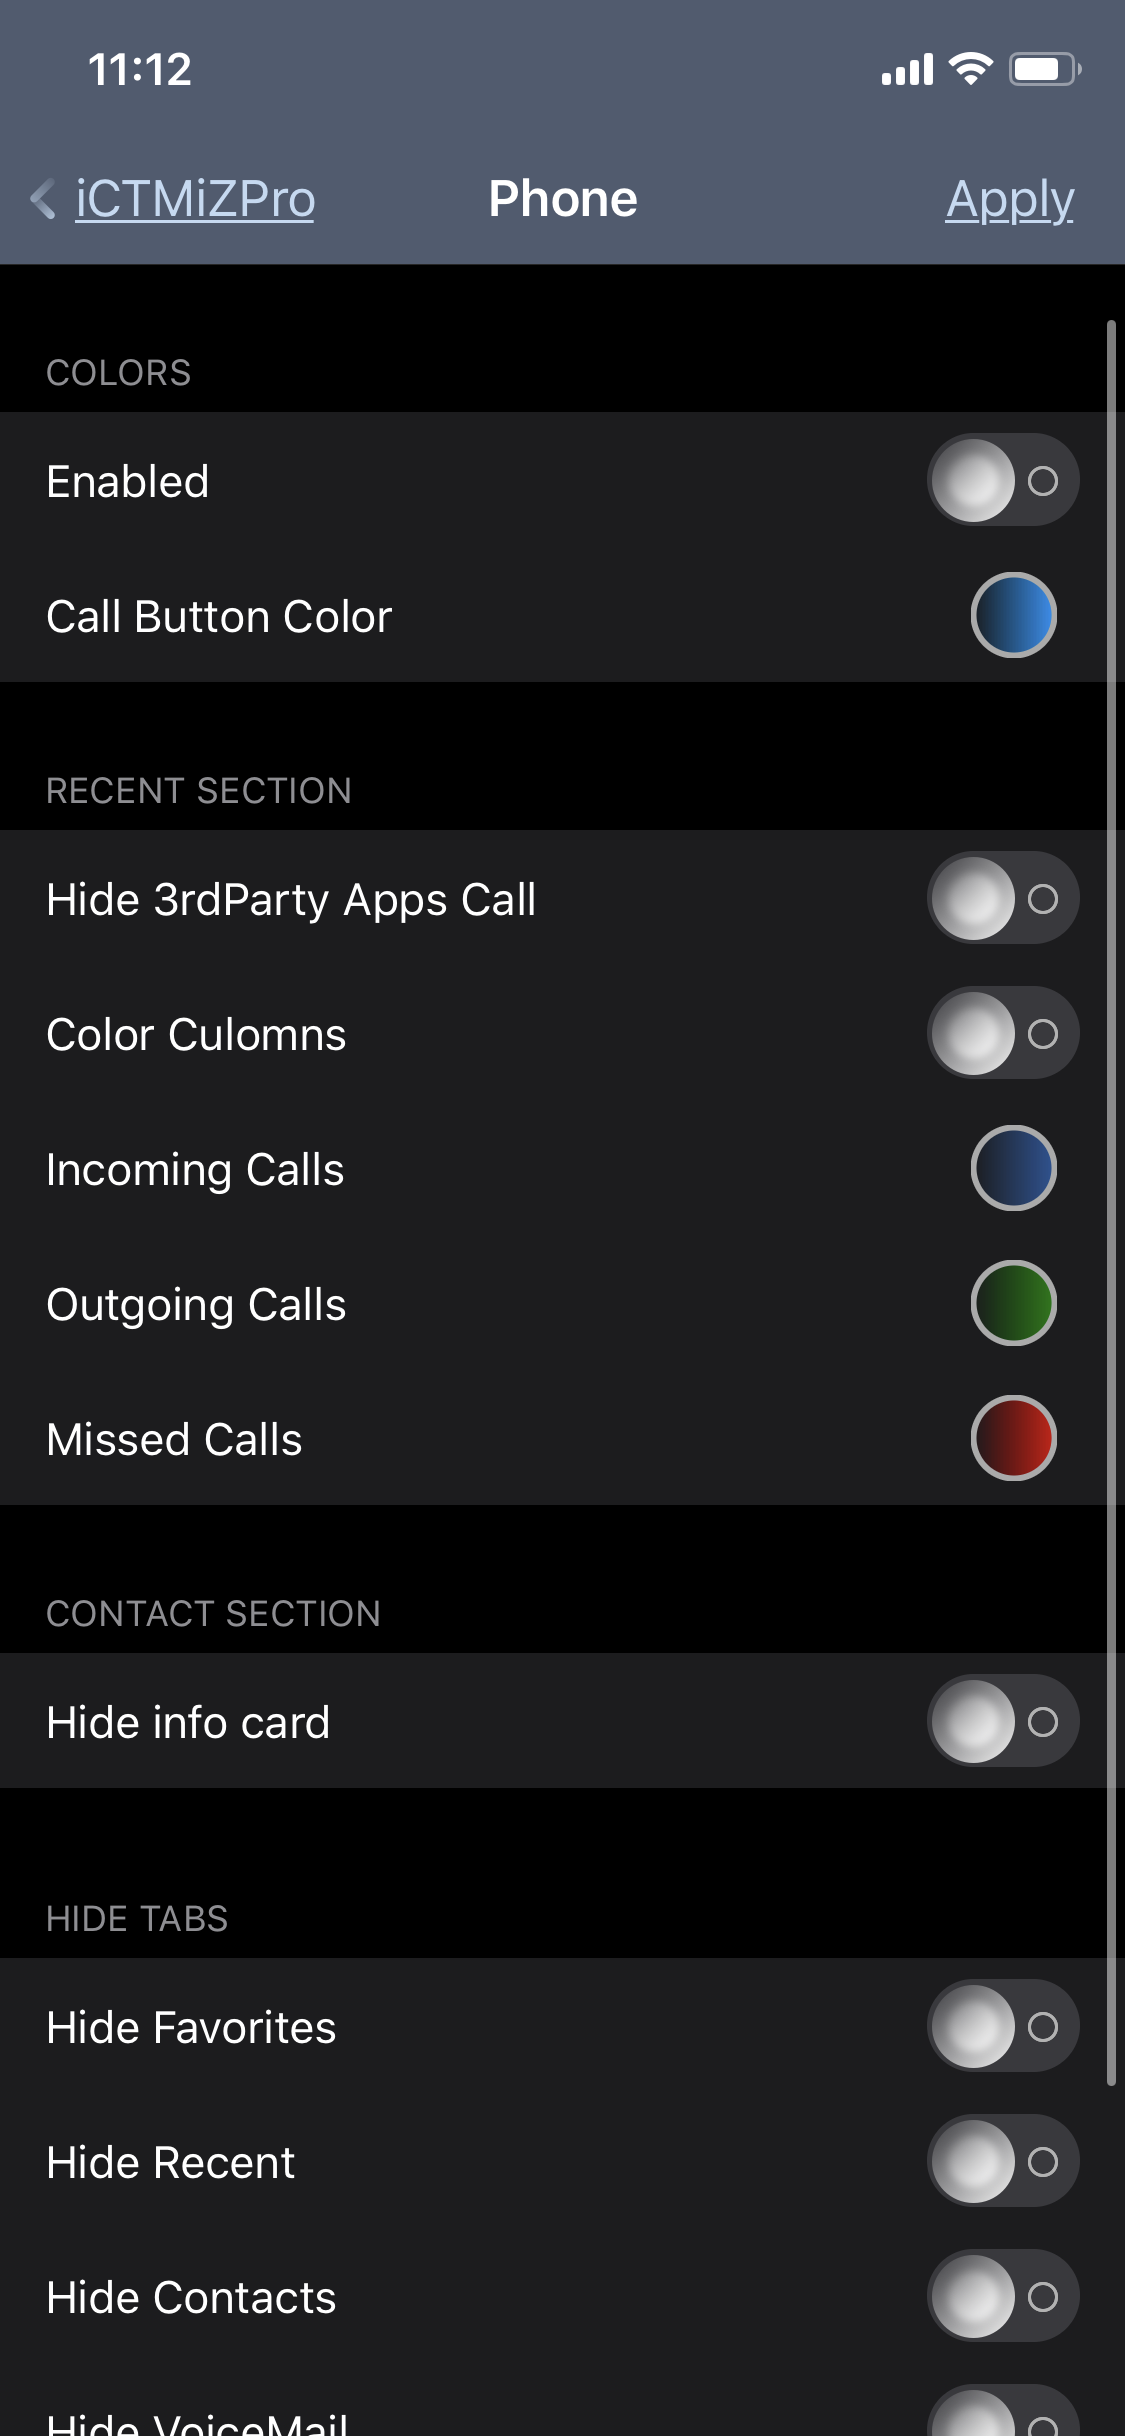 11:12
iCTMiZPro Phone Apply
COLORS
Enabled
Call Button Color
RECENT SECTION
Hide 3rdParty Apps Call
Color Culomns
Incoming Calls
Outgoing Calls
Missed Calls
CONTACT SECTION
Hide info card
HIDE TABS
Hide Favorites
Hide Recent
Hide Contacts
Hide VoiceMail